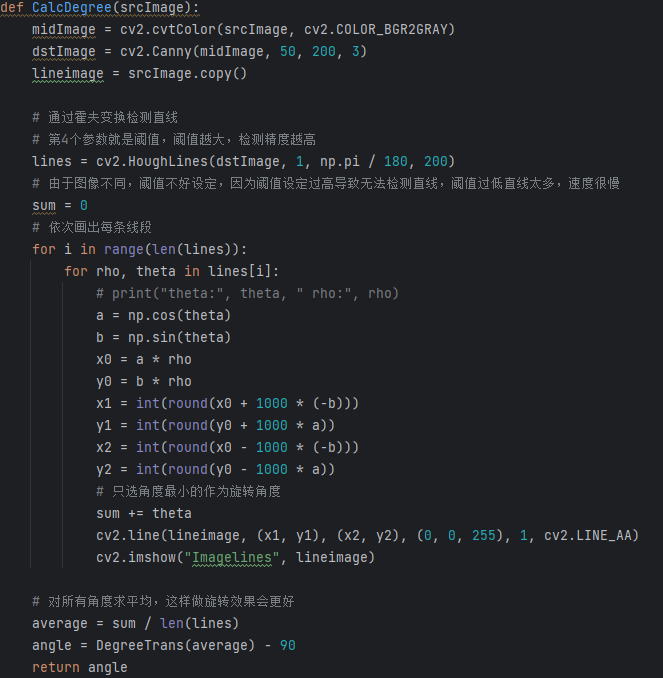 def CalcDegree(srcImage):
    midImage = cv2.cvtColor(srcImage, cv2.COLOR_BGR2GRAY)
    dstImage = cv2.Canny(midImage, 50, 200, 3)
    lineimage = srcImage.copy()

    # 通过霍夫变换检测直线
    # 第4个参数就是阈值，阈值越大，检测精度越高
    lines = cv2.HoughLines(dstImage, 1, np.pi / 180, 200)
    # 由于图像不同，阈值不好设定，因为阈值设定过高导致无法检测直线，阈值过低直线太多，速度很慢
    sum = 0
    # 依次画出每条线段
    for i in range(len(lines)):
        for rho, theta in lines[i]:
            # print("theta:", theta, " rho:", rho)
            a = np.cos(theta)
            b = np.sin(theta)
            x0 = a * rho
            y0 = b * rho
            x1 = int(round(x0 + 1000 * (-b)))
            y1 = int(round(y0 + 1000 * a))
            x2 = int(round(x0 - 1000 * (-b)))
            y2 = int(round(y0 - 1000 * a))
            # 只选角度最小的作为旋转角度
            sum += theta
            cv2.line(lineimage, (x1, y1), (x2, y2), (0, 0, 255), 1, cv2.LINE_AA)
            cv2.imshow("Imagelines", lineimage)

    # 对所有角度求平均，这样做旋转效果会更好
    average = sum / len(lines)
    angle = DegreeTrans(average) - 90
    return angle